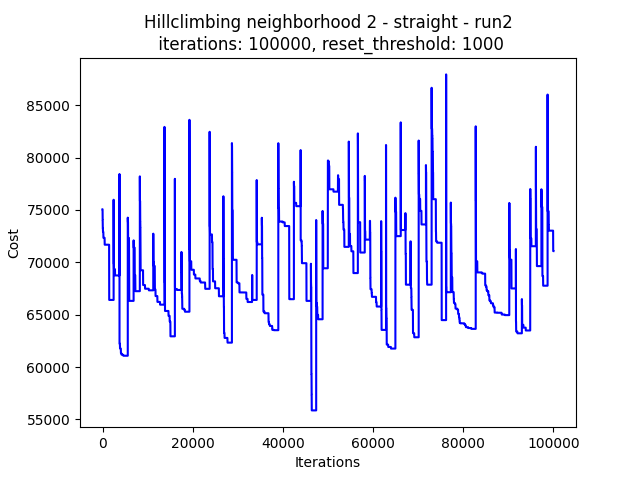 Hillclimbing neighborhood 2 - straight - run2
iterations: 100000, reset_threshold: 1000
85000
80000
75000
70000
65000
60000
55000
Cost
0 20000 40000 60000 80000 100000
Iterations